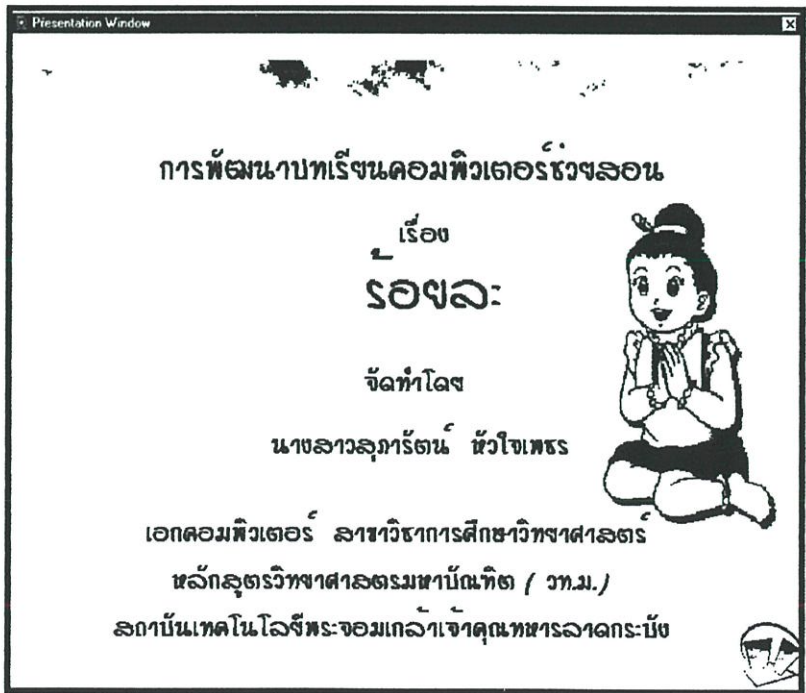 Presentation Window
การพัฒนาบทเรียนคอมพิวเตอร์ช่วยสอน
เรื่อง
ร้อยละ
จัดทำโดย
นางสาวสุภารัตน์ หัวใจเพชร
เอกคอมพิวเตอร์ สาขาวิชาการศึกษาวิทยาศาสตร์
หลักสูตรวิทยาศาสตรมหาบัณฑิต ( วท.ม.)
สถาบันเทคโนโลยีพระจอมเกล้าเจ้าคุณทหารลาดกระบัง